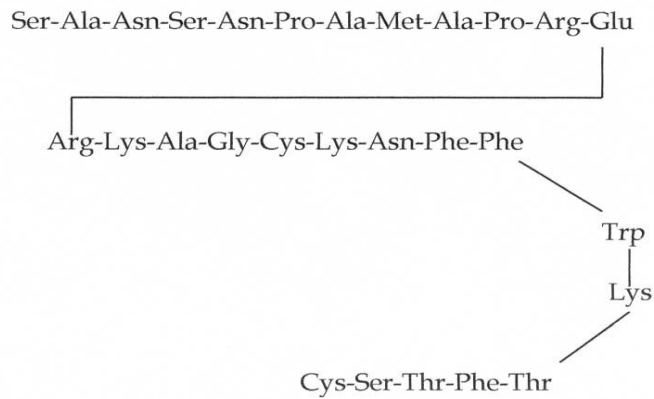 Ser-Ala-Asn-Ser-Asn-Pro-Ala-Met-Ala-Pro-Arg-Glu
Arg-Lys-Ala-Gly-Cys-Lys-Asn-Phe-Phe
Trp
Lys
Cys-Ser-Thr-Phe-Thr